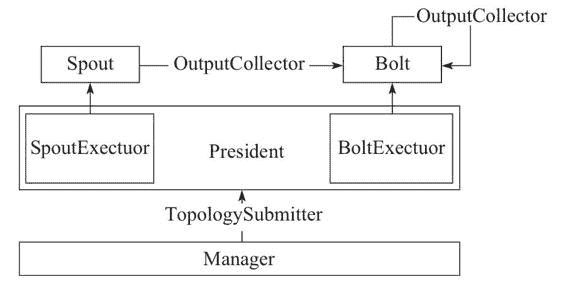 OutputCollector
Spout
OutputCollector
Bolt
SpoutExectuor
President
BoltExectuor
TopologySubmitter
Manager